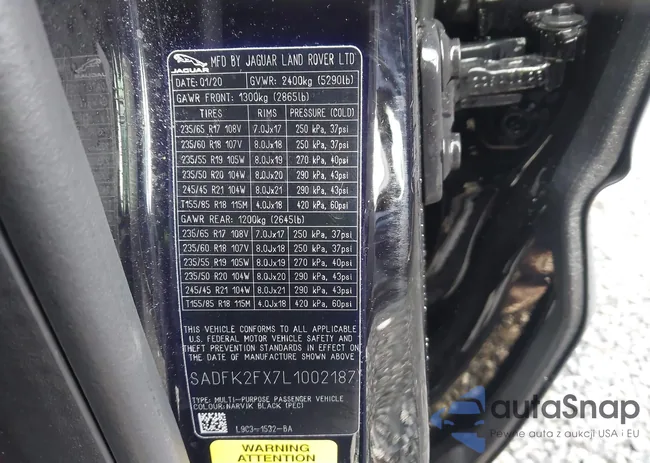 JAGUAR
MFD BY JAGUAR LAND ROVER LTD
DATE: 01/20 GVWR: 2400kg (5290lb)
GAWR FRONT: 1300kg (2865lb)
TIRES RIMS PRESSURE (COLD)
235/65 R17 108V 7.0Jx17 250 kPa, 37psi
235/60 R18 107V 8.0Jx18 250 kPa, 37psi
235/55 R19 105W 8.0Jx19 270 kPa, 40psi
235/50 R20 104W 8.0Jx20 290 kPa, 43psi
245/45 R21 104W 8.0Jx21 290 kPa, 43psi
T155/85 R18 115M 4.0Jx18 420 kPa, 60psi
GAWR REAR: 1200kg (2645lb)
235/65 R17 108V 7.0Jx17 250 kPa, 37psi
235/60 R18 107V 8.0Jx18 250 kPa, 37psi
235/55 R19 105W 8.0Jx19 270 kPa, 40psi
235/50 R20 104W 8.0Jx20 290 kPa, 43psi
245/45 R21 104W 8.0Jx21 290 kPa, 43psi
T155/85 R18 115M 4.0Jx18 420 kPa, 60psi
THIS VEHICLE CONFORMS TO ALL APPLICABLE
U.S. FEDERAL MOTOR VEHICLE SAFETY AND
THEFT PREVENTION STANDARDS IN EFFECT ON THE
DATE OF MANUFACTURE SHOWN ABOVE
SADFK2FX7L1002187
TYPE: MULTI-PURPOSE PASSENGER VEHICLE
COLOUR: NARVIK BLACK (PEC)
L9C3-1532-BA
WARNING
ATTENTION
autaSnap
Pewne auta z aukcji USA i EU